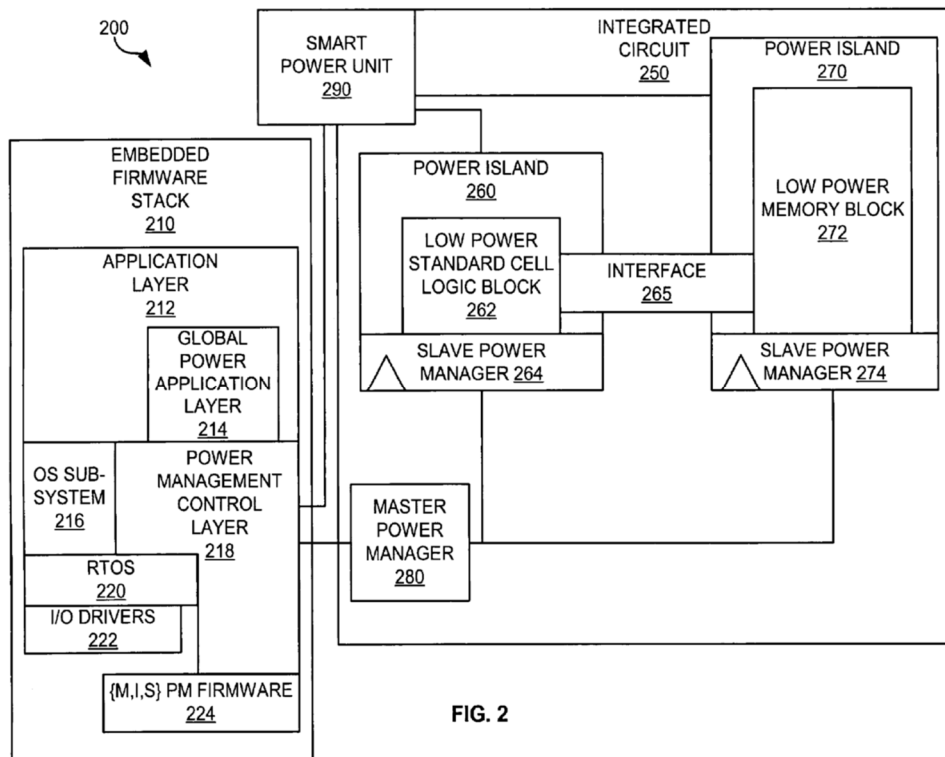 200
SMART
POWER UNIT
290
INTEGRATED
CIRCUIT
250
POWER ISLAND
270
LOW POWER
MEMORY BLOCK
272
EMBEDDED
FIRMWARE
STACK
210
POWER ISLAND
260
LOW POWER
STANDARD CELL
LOGIC BLOCK
262
INTERFACE
265
APPLICATION
LAYER
212
GLOBAL
POWER
APPLICATION
LAYER
214
SLAVE POWER
MANAGER 264
SLAVE POWER
MANAGER 274
OS SUB-
SYSTEM
216
POWER
MANAGEMENT
CONTROL
LAYER
218
MASTER
POWER
MANAGER
280
RTOS
220
I/O DRIVERS
222
{M,I,S} PM FIRMWARE
224
FIG. 2